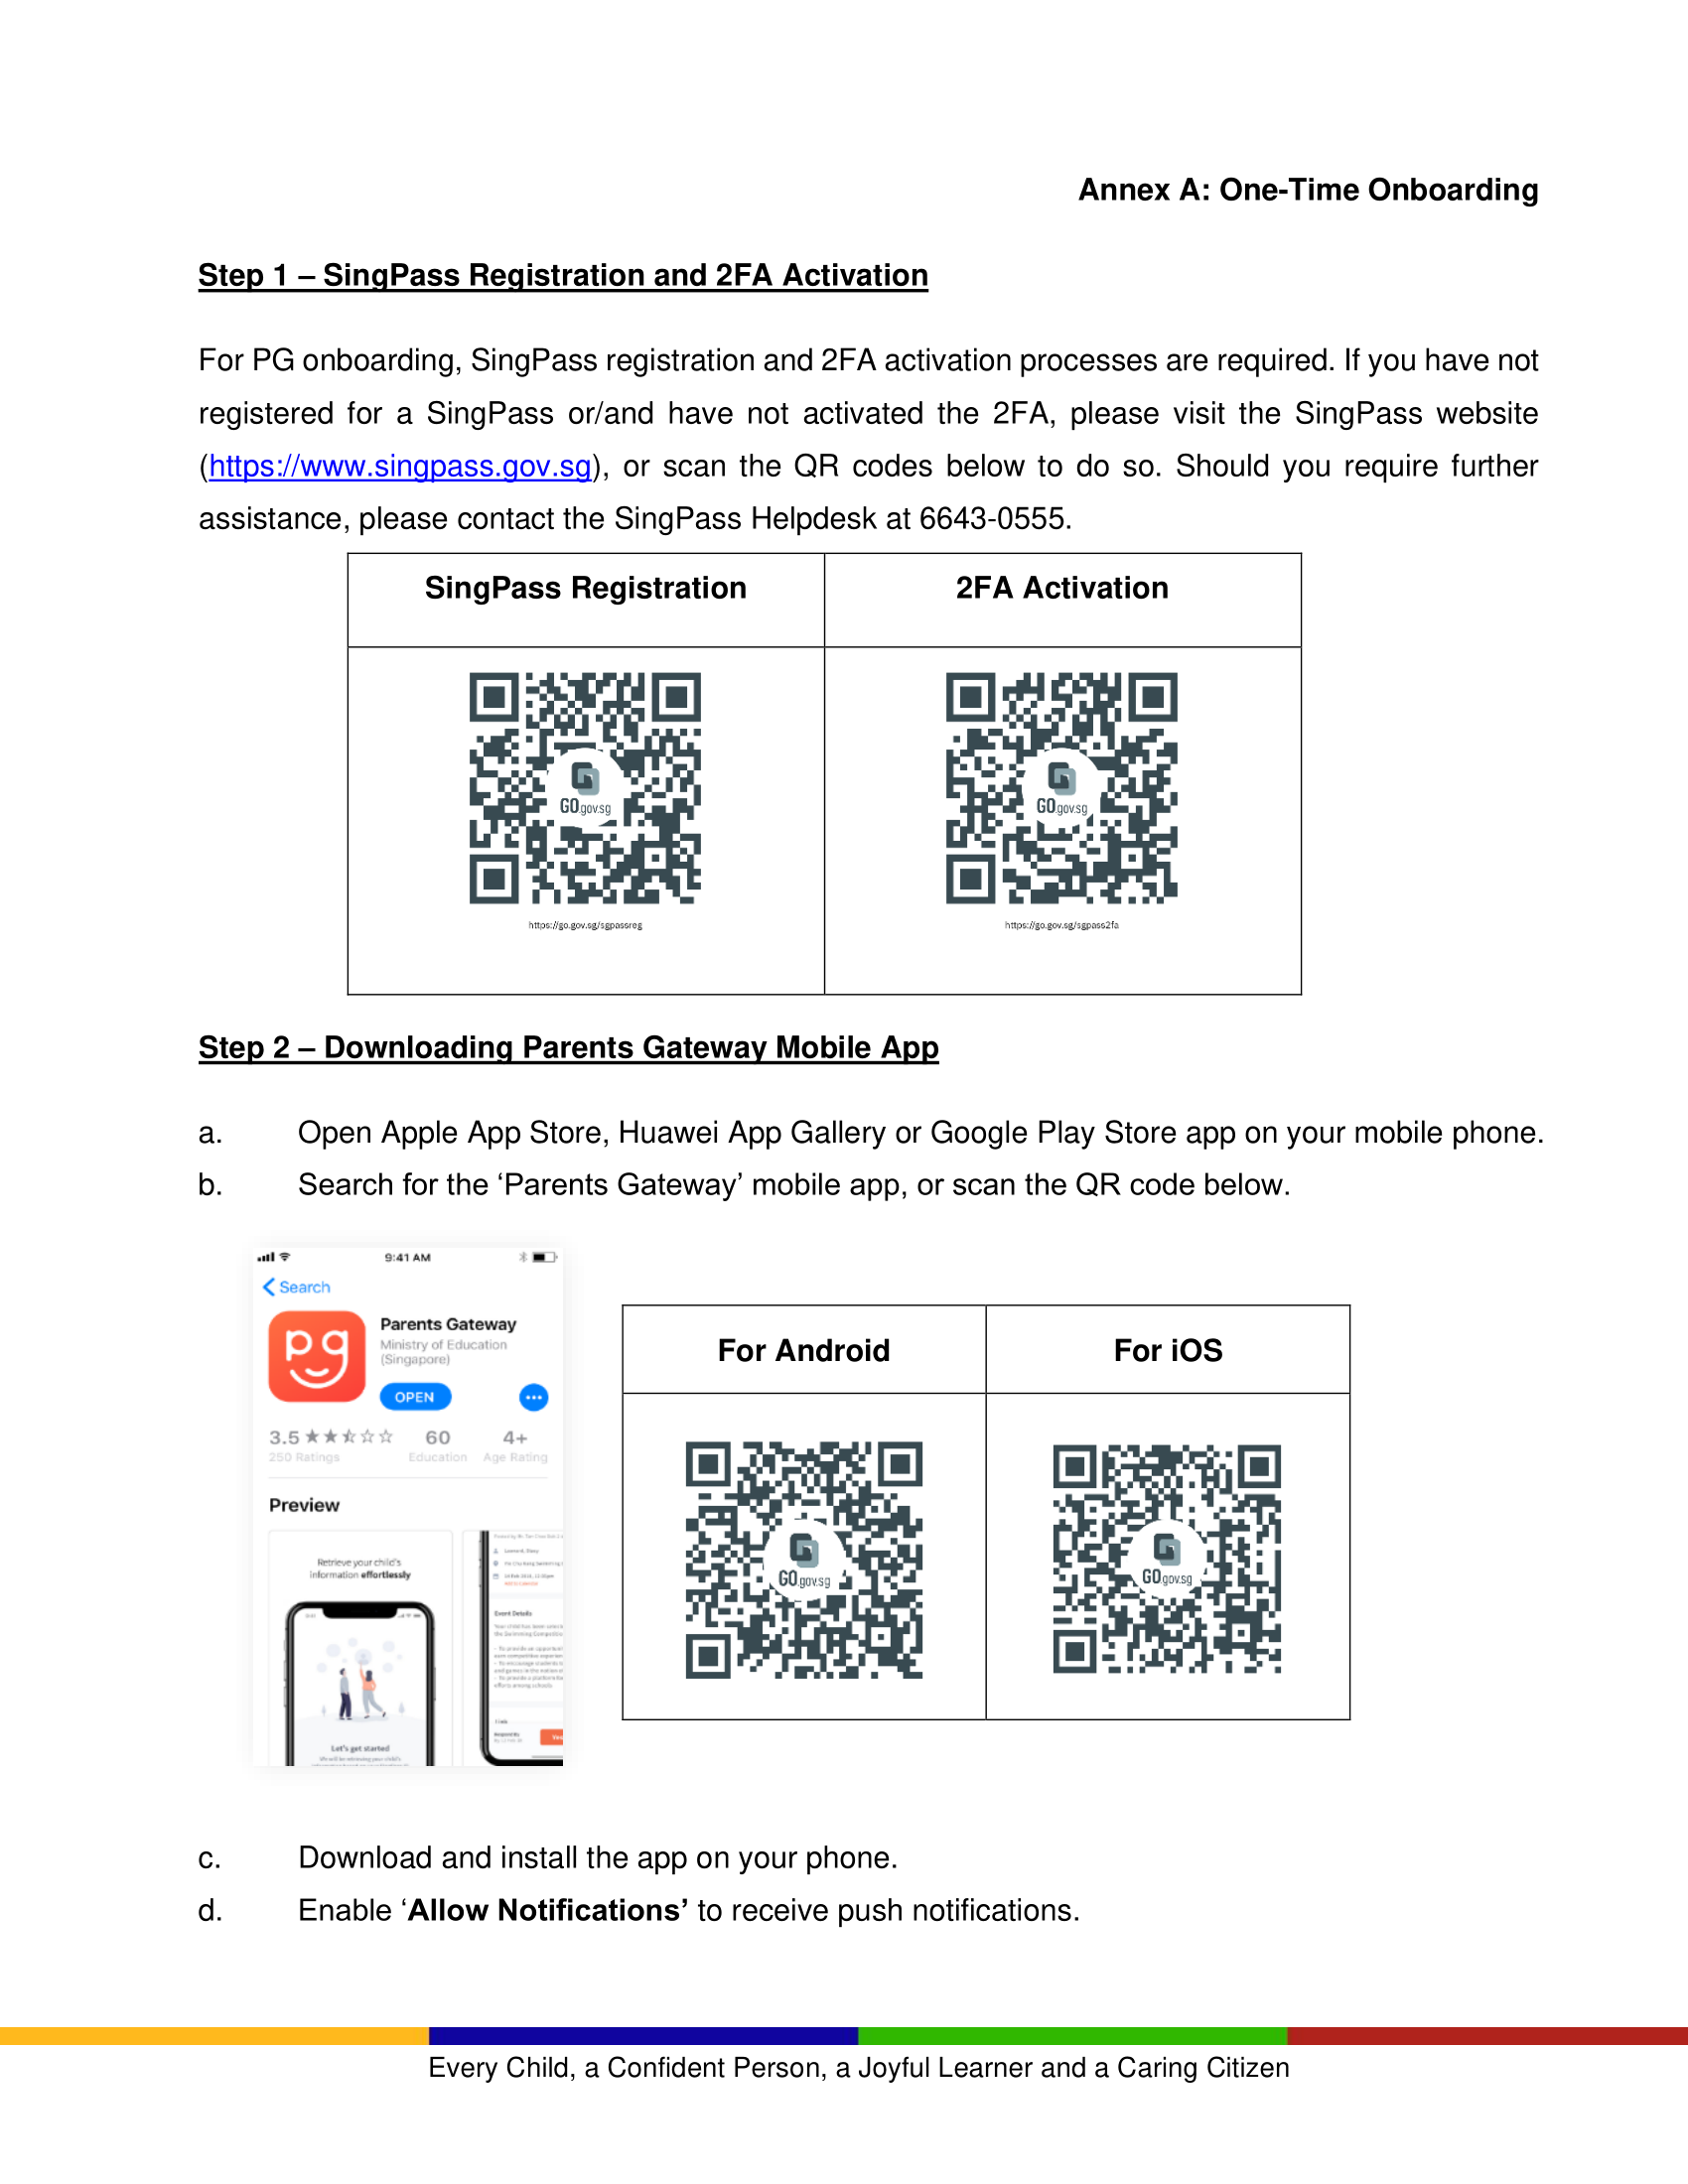 Annex A: One-Time Onboarding
Step 1 – SingPass Registration and 2FA Activation
For PG onboarding, SingPass registration and 2FA activation processes are required. If you have not
registered for a SingPass or/and have not activated the 2FA, please visit the SingPass website
(https://www.singpass.gov.sg), or scan the QR codes below to do so. Should you require further
assistance, please contact the SingPass Helpdesk at 6643-0555.
SingPass Registration
2FA Activation
GO.gov.sg
GO.gov.sg
https://go.gov.sg/sgpassreg
https://go.gov.sg/sgpass2fa
Step 2 – Downloading Parents Gateway Mobile App
a. Open Apple App Store, Huawei App Gallery or Google Play Store app on your mobile phone.
b. Search for the ‘Parents Gateway’ mobile app, or scan the QR code below.
9:41 AM
Search
pg
Parents Gateway
Ministry of Education
(Singapore)
OPEN
3.5 ★★ 60 4+
250 Ratings Education Age Rating
Preview
Retrieve your child's
information effortlessly
Let's get started
Event Details
For Android
For iOS
GO.gov.sg
GO.gov.sg
c. Download and install the app on your phone.
d. Enable ‘Allow Notifications’ to receive push notifications.
Every Child, a Confident Person, a Joyful Learner and a Caring Citizen